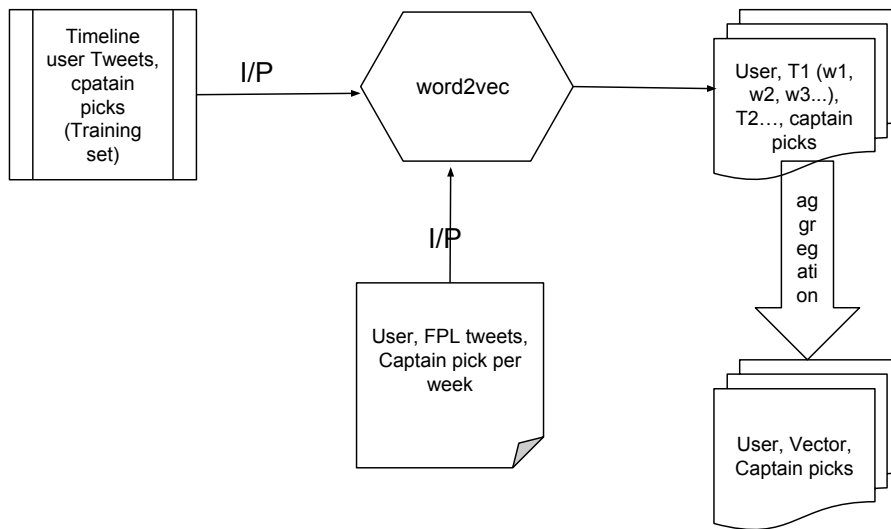 Timeline
user Tweets,
cpatain
picks
(Training
set)
I/P
word2vec
User, T1 (w1,
w2, w3...),
T2…, captain
picks
ag
gr
eg
ati
on
I/P
User, FPL tweets,
Captain pick per
week
User, Vector,
Captain picks